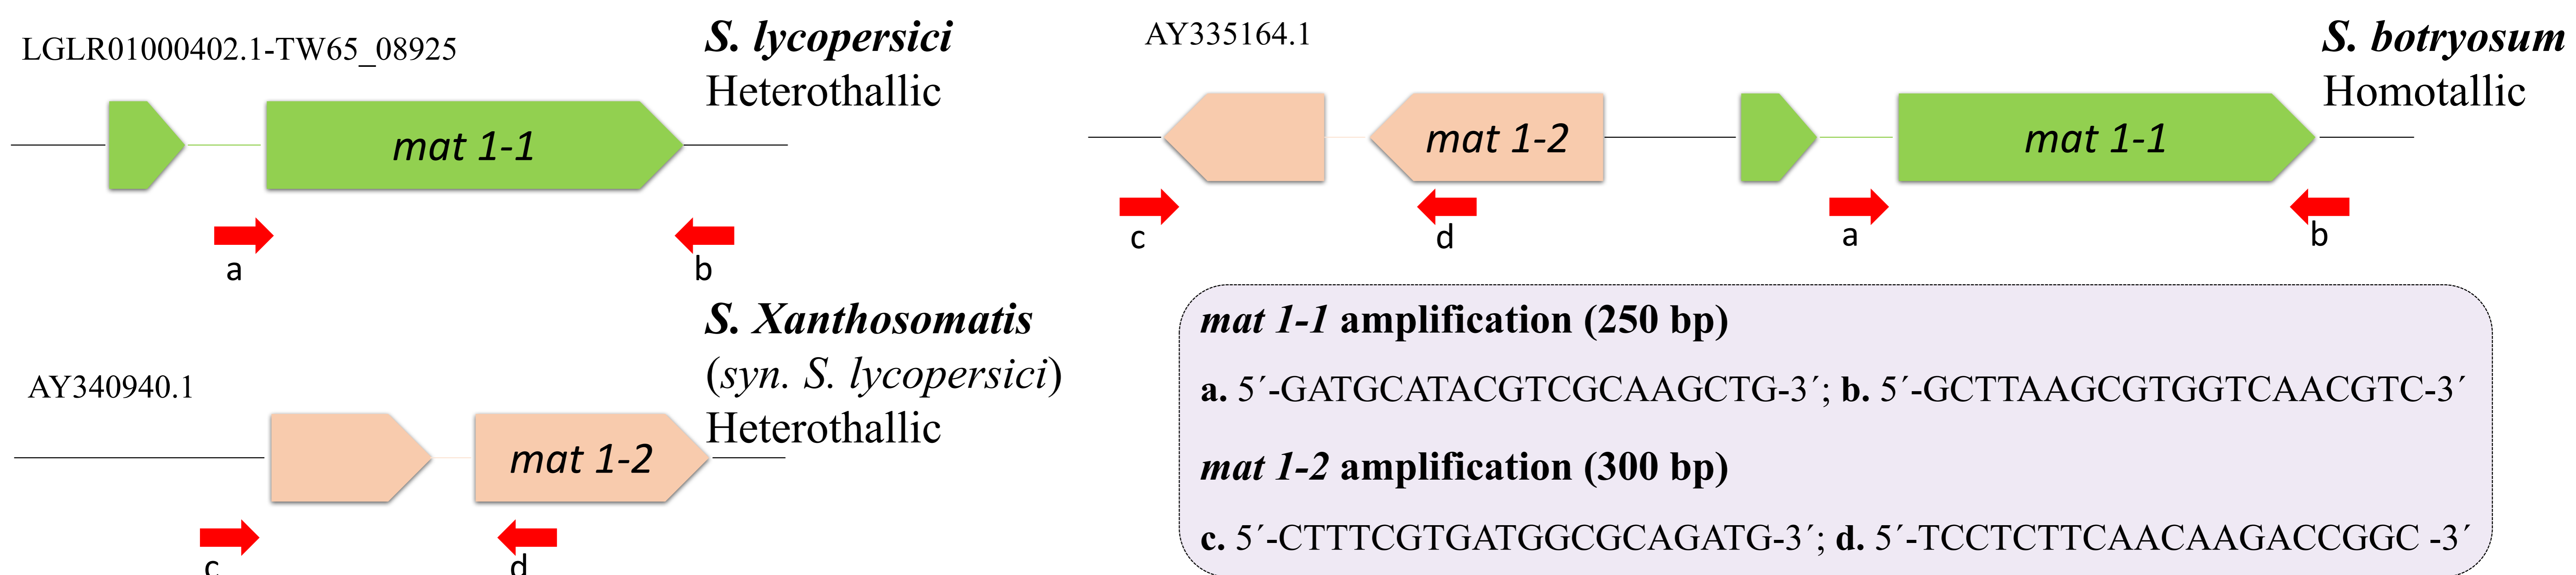 LGLR01000402.1-TW65_08925
S. lycopersici
Heterothallic
mat 1-1
a
b
S. Xanthosomatis
(syn. S. lycopersici)
Heterothallic
AY340940.1
mat 1-2
c
d
AY335164.1
S. botryosum
Homotallic
mat 1-2
mat 1-1
c
d
a
b
mat 1-1 amplification (250 bp)
a. 5´-GATGCATACGTCGCAAGCTG-3´; b. 5´-GCTTAAGCGTGGTCAACGTC-3´
mat 1-2 amplification (300 bp)
c. 5´-CTTTCGTGATGGCGCAGATG-3´; d. 5´-TCCTCTTCAACAAGACCGGC -3´